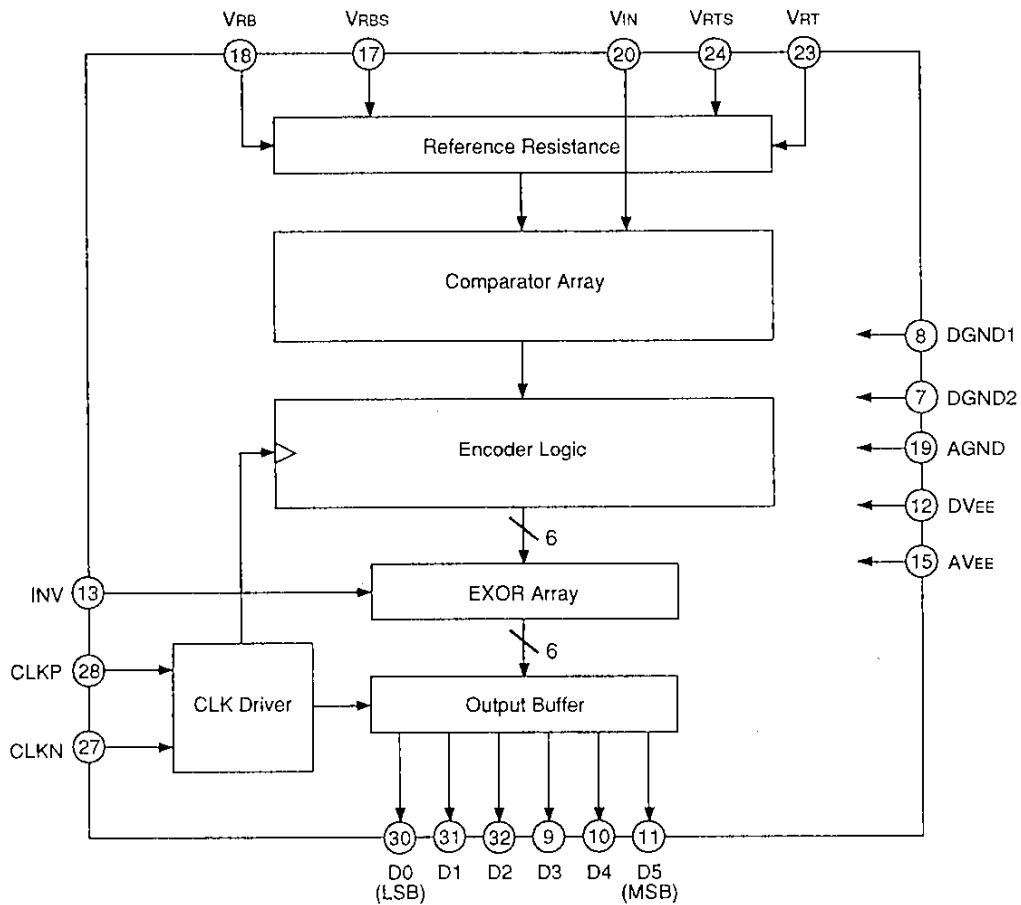 VRB VRBS VIN VRTS VRT
18 17 20 24 23
Reference Resistance
Comparator Array
8 DGND1
7 DGND2
Encoder Logic
19 AGND
12 DVEE
6
15 AVEE
INV 13
EXOR Array
6
CLKP 28
CLK Driver
Output Buffer
CLKN 27
30 31 32 9 10 11
D0 D1 D2 D3 D4 D5
(LSB) (MSB)